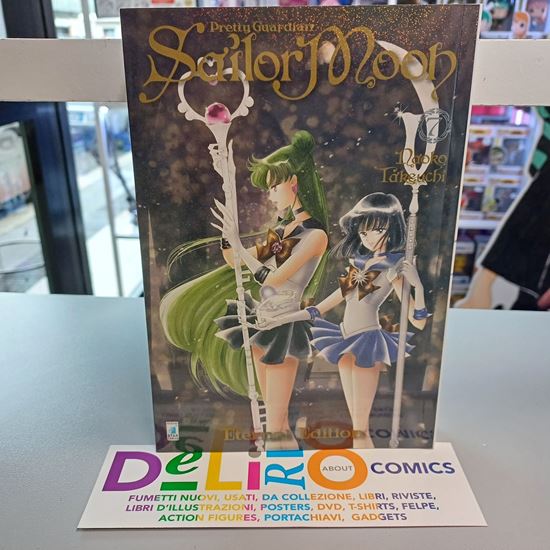 Pretty Guardian
Sailor Moon
7
Naoko
Takeuchi
Eternal Edition
DeLiRiO
ABOUT
COMICS
FUMETTI NUOVI, USATI, DA COLLEZIONE, LIBRI, RIVISTE,
LIBRI D'ILLUSTRAZIONI, POSTERS, DVD, T-SHIRTS, FELPE,
ACTION FIGURES, PORTACHIAVI, GADGETS